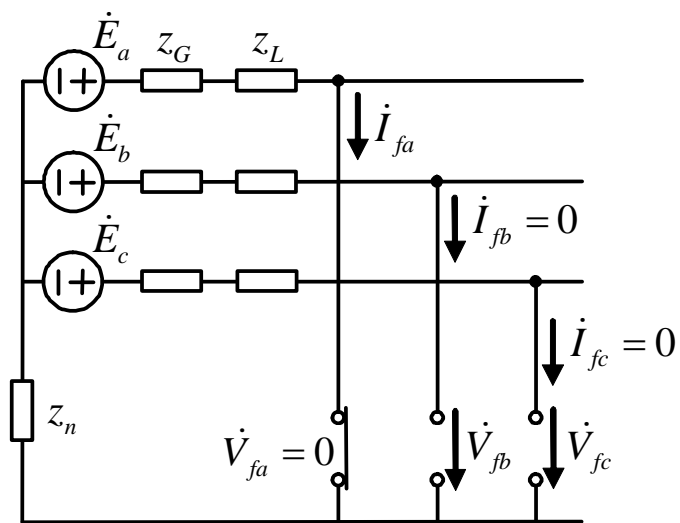 Ė_a z_G z_L
İ_fa
Ė_b
İ_fb = 0
Ė_c
İ_fc = 0
z_n
V̇_fa = 0 V̇_fb V̇_fc